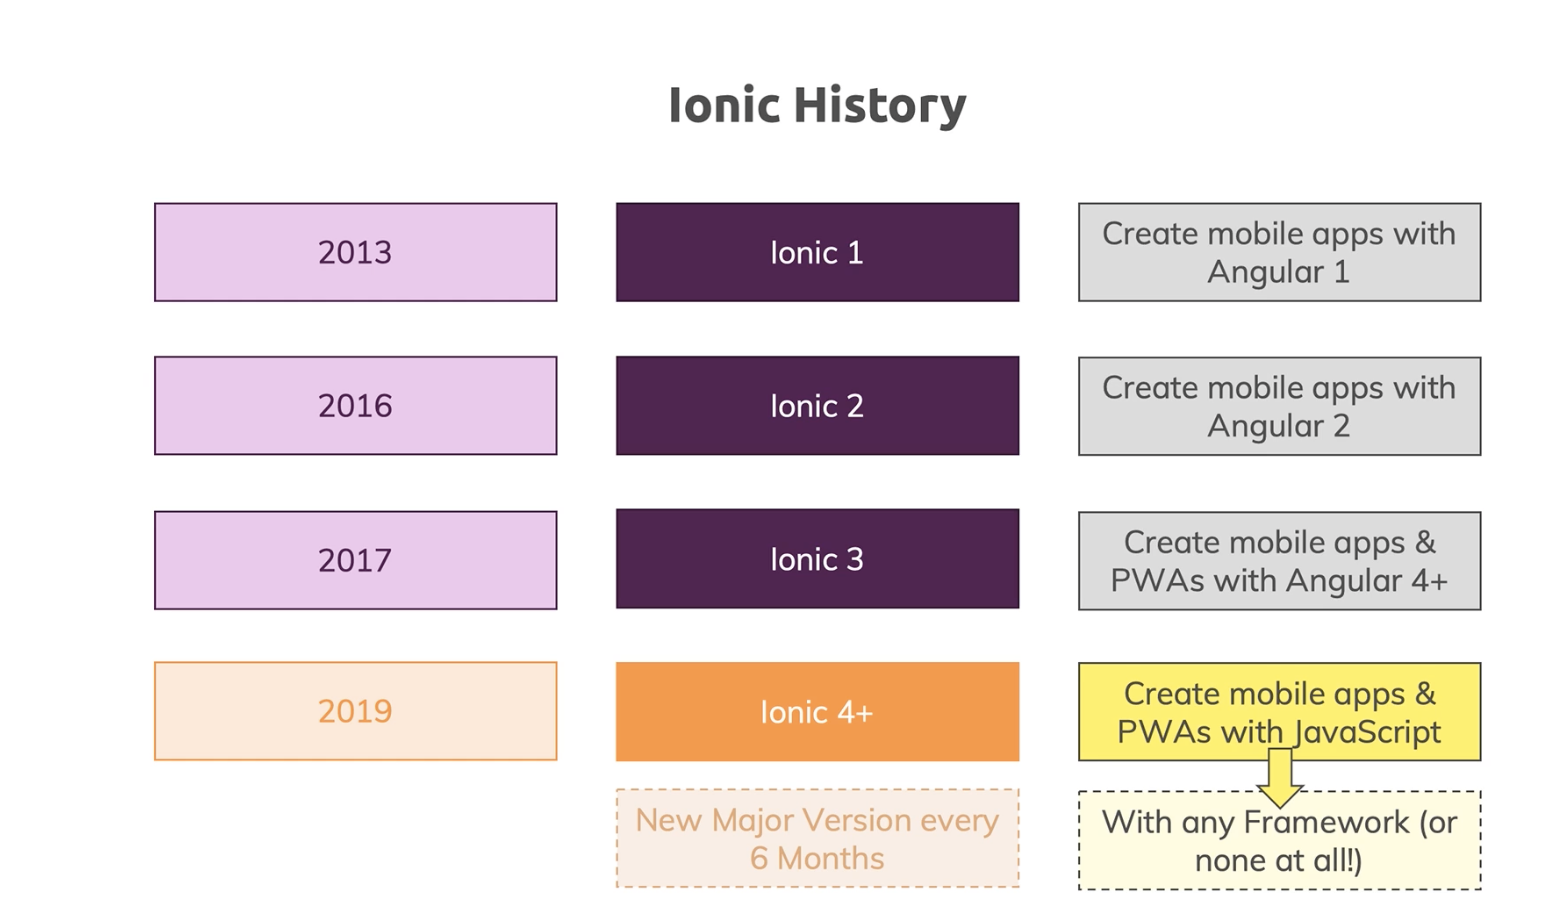 Ionic History
2013
Ionic 1
Create mobile apps with
Angular 1
2016
Ionic 2
Create mobile apps with
Angular 2
2017
Ionic 3
Create mobile apps &
PWAs with Angular 4+
2019
Ionic 4+
Create mobile apps &
PWAs with JavaScript
New Major Version every
6 Months
With any Framework (or
none at all!)